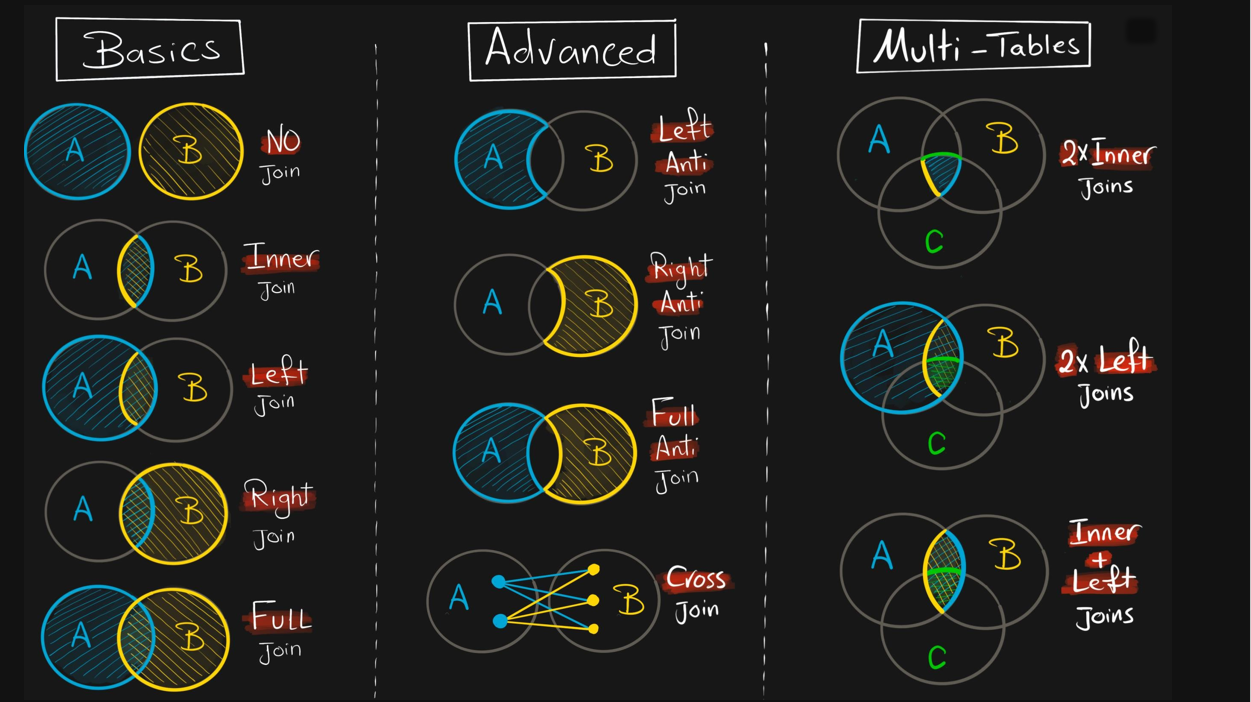 Basics
A B
NO
Join
A B
Inner
Join
A B
Left
Join
A B
Right
Join
A B
Full
Join
Advanced
A B
Left
Anti
Join
A B
Right
Anti
Join
A B
Full
Anti
Join
A B
Cross
Join
Multi-Tables
A B
C
2x Inner
Joins
A B
C
2x Left
Joins
A B
C
Inner
+
Left
Joins